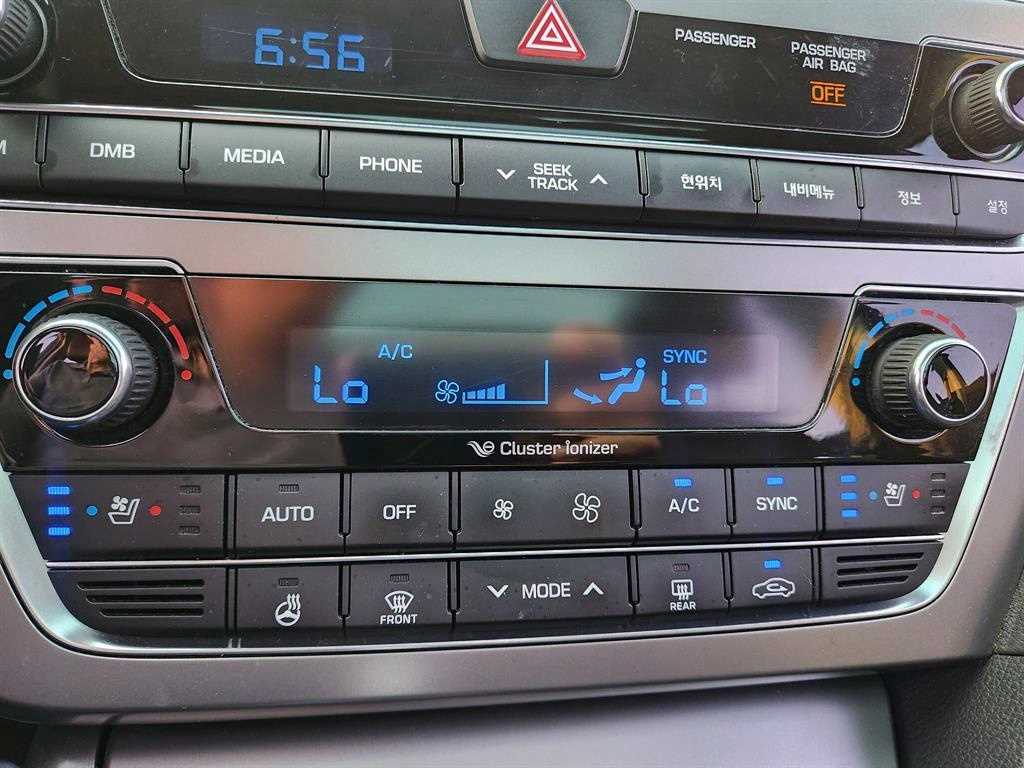 6:56
PASSENGER
PASSENGER
AIR BAG
OFF
DMB
MEDIA
PHONE
SEEK
TRACK
현위치
내비메뉴
정보
설정
A/C
SYNC
Lo
Lo
Cluster ionizer
AUTO
OFF
A/C
SYNC
FRONT
MODE
REAR